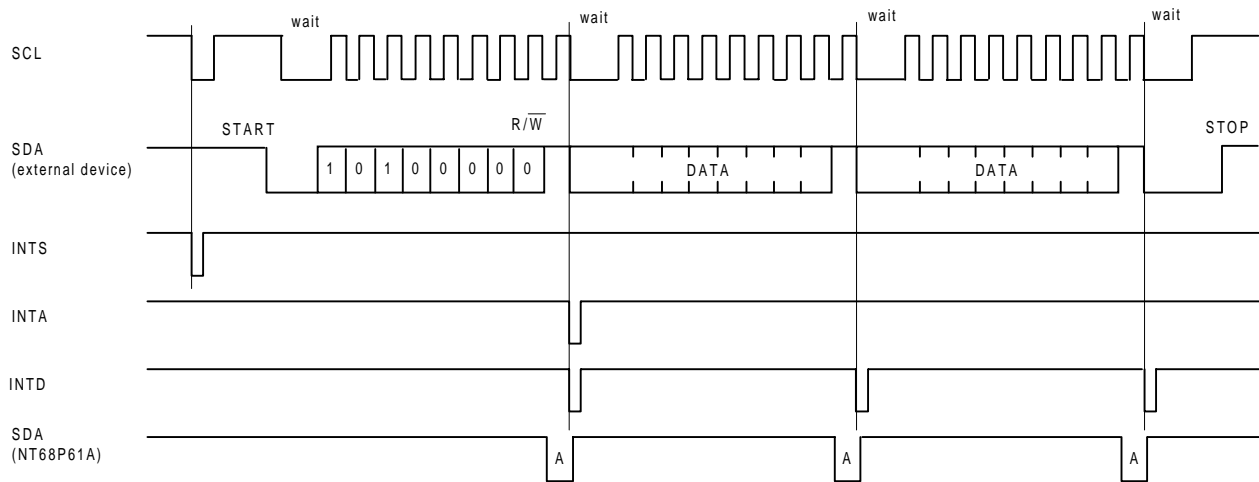 wait
wait
wait
wait
SCL
START
R/W̅
STOP
SDA
(external device)
1 0 1 0 0 0 0 0
DATA
DATA
INTS
INTA
INTD
SDA
(NT68P61A)
A
A
A